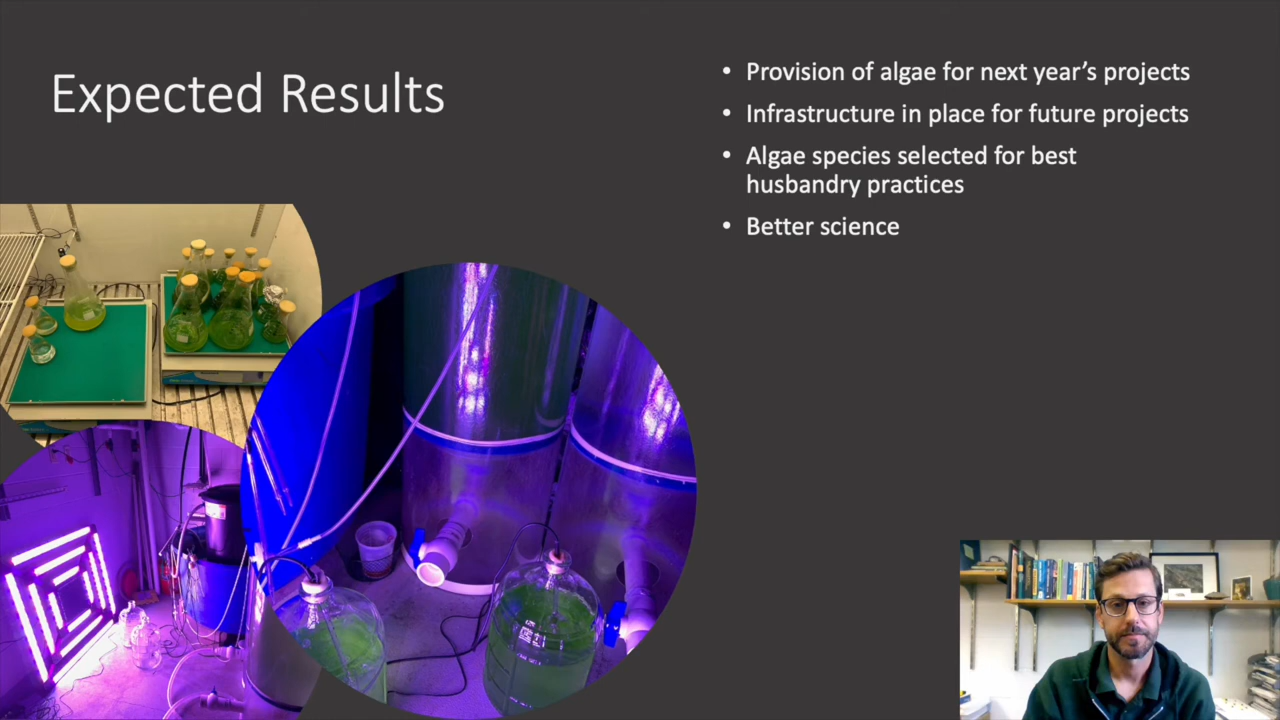 Expected Results
• Provision of algae for next year’s projects
• Infrastructure in place for future projects
• Algae species selected for best
husbandry practices
• Better science